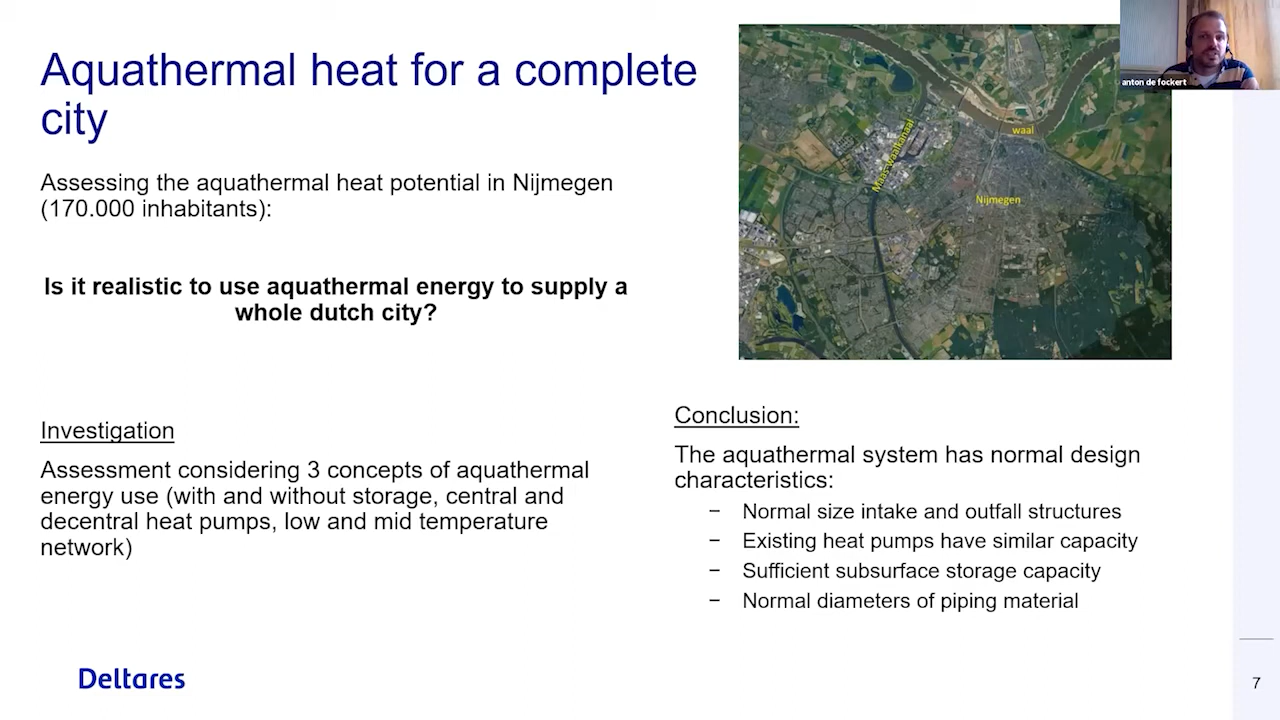 Aquathermal heat for a complete
city
Assessing the aquathermal heat potential in Nijmegen
(170.000 inhabitants):
Is it realistic to use aquathermal energy to supply a
whole dutch city?
Investigation
Assessment considering 3 concepts of aquathermal
energy use (with and without storage, central and
decentral heat pumps, low and mid temperature
network)
anton de fockert
waal
Maas-waalkanaal
Nijmegen
Conclusion:
The aquathermal system has normal design
characteristics:
− Normal size intake and outfall structures
− Existing heat pumps have similar capacity
− Sufficient subsurface storage capacity
− Normal diameters of piping material
Deltares
7